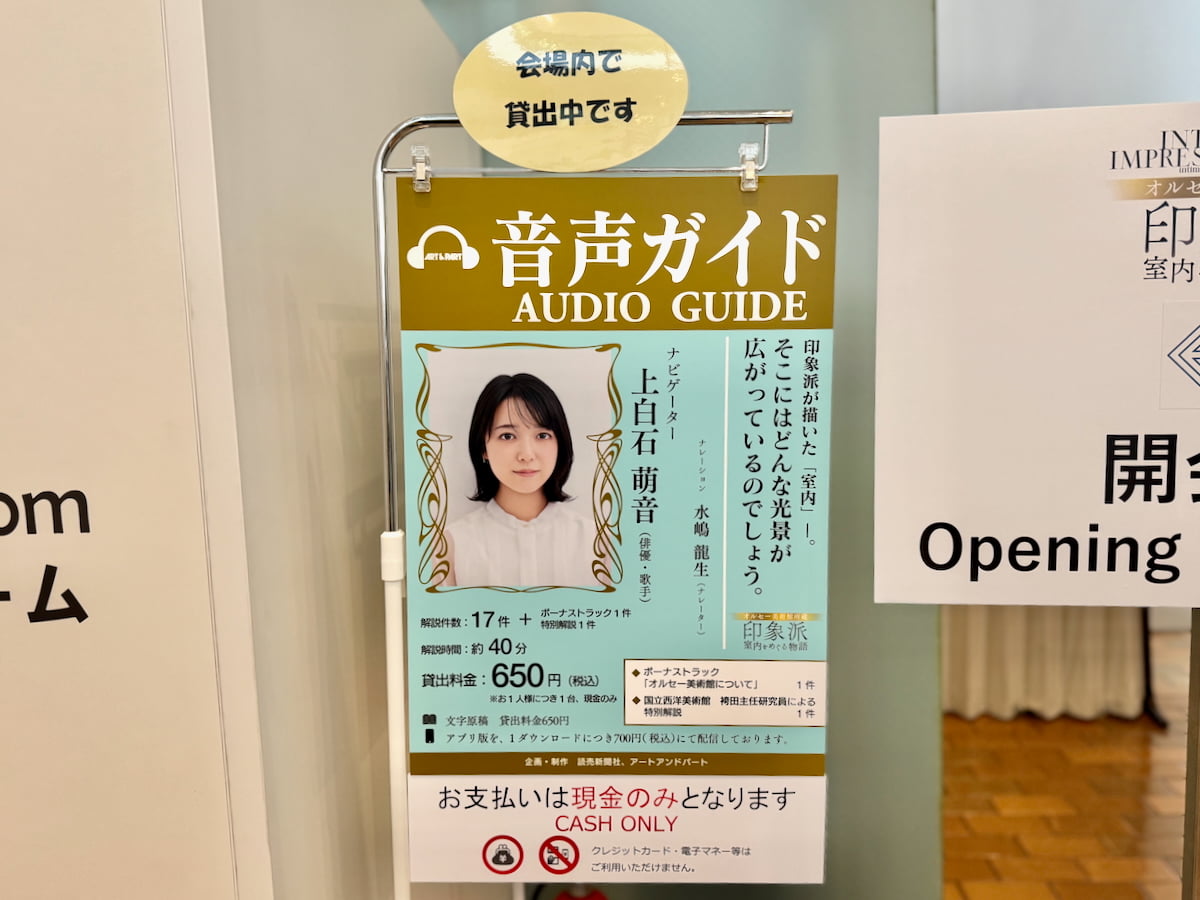 会場内で
貸出中です
ART & PART
音声ガイド
AUDIO GUIDE
印象派が描いた「室内」―。
そこにはどんな光景が
広がっているのでしょう。
ナビゲーター
上白石 萌音(俳優・歌手)
ナレーション 水嶋 龍生(ナレーター)
オルセー美術館所蔵
印象派
室内をめぐる物語
解説件数:17件 + ボーナストラック1件
特別解説1件
解説時間:約40分
貸出料金:650円(税込)
※お1人様につき1台、現金のみ
◆ボーナストラック
「オルセー美術館について」 1件
◆国立西洋美術館 袴田主任研究員による
特別解説 1件
文字原稿 貸出料金650円
アプリ版を、1ダウンロードにつき700円(税込)にて配信しております。
企画・制作 読売新聞社、アートアンドパート
お支払いは現金のみとなります
CASH ONLY
クレジットカード・電子マネー等は
ご利用いただけません。
om
ーム
INT
IMPRES
オルセ
印
室内
開会
Opening